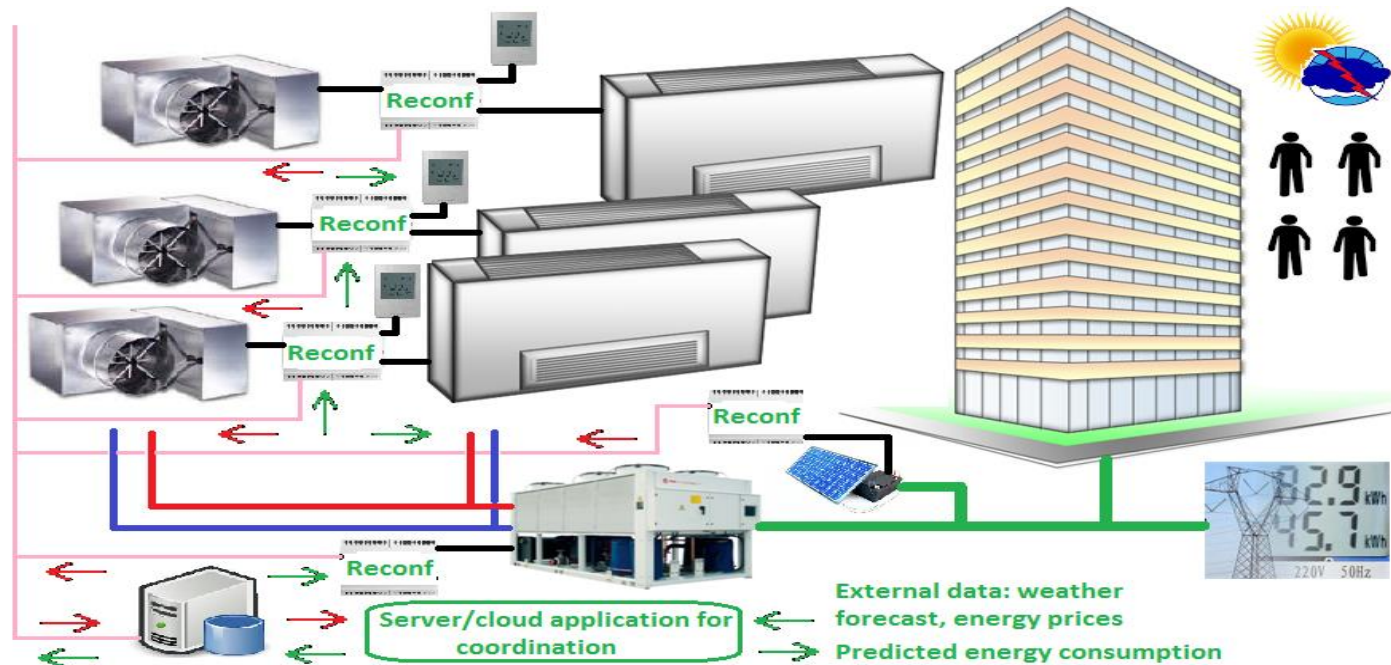 Reconf
Reconf
Reconf
Reconf
Reconf
82.9 kWh
45.7 kWh
220V 50Hz
Server/cloud application for
coordination
External data: weather
forecast, energy prices
Predicted energy consumption